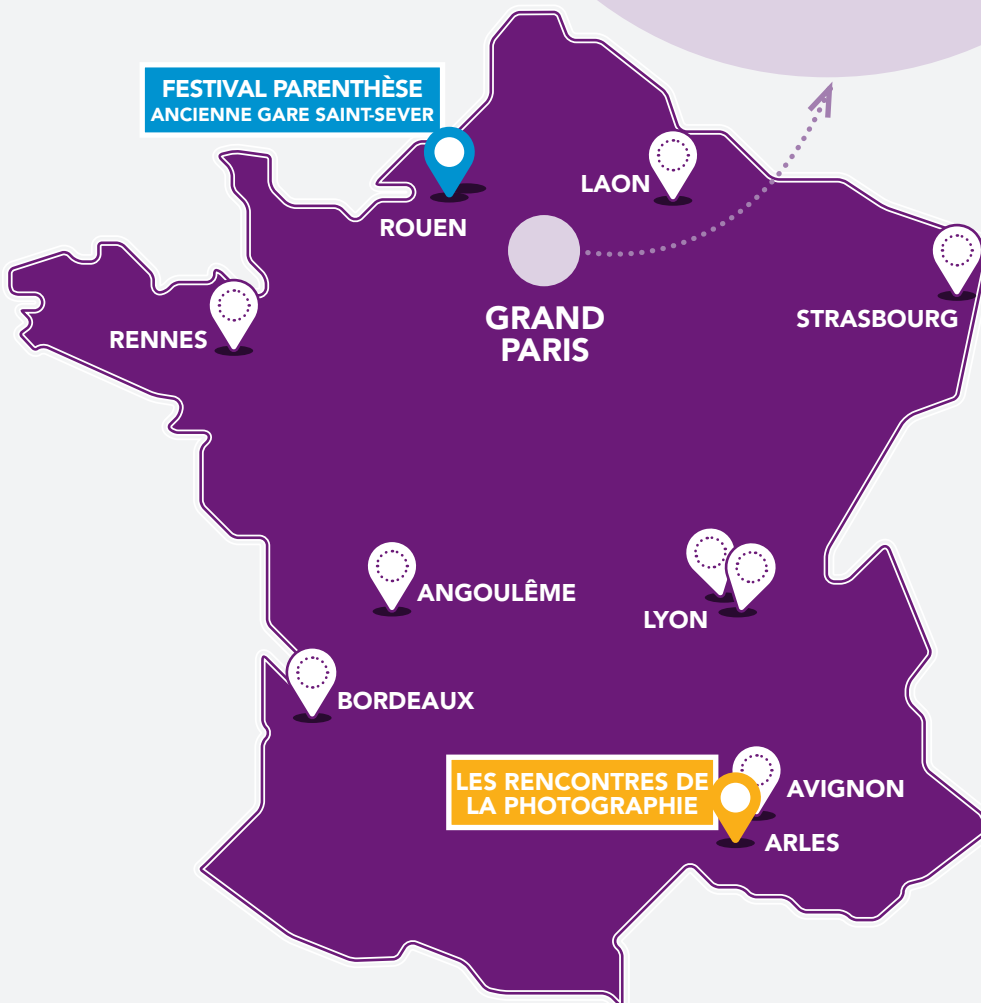 FESTIVAL PARENTHÈSE
ANCIENNE GARE SAINT-SEVER
LAON
ROUEN
GRAND
PARIS
STRASBOURG
RENNES
ANGOULÊME
LYON
BORDEAUX
LES RENCONTRES DE
LA PHOTOGRAPHIE
AVIGNON
ARLES